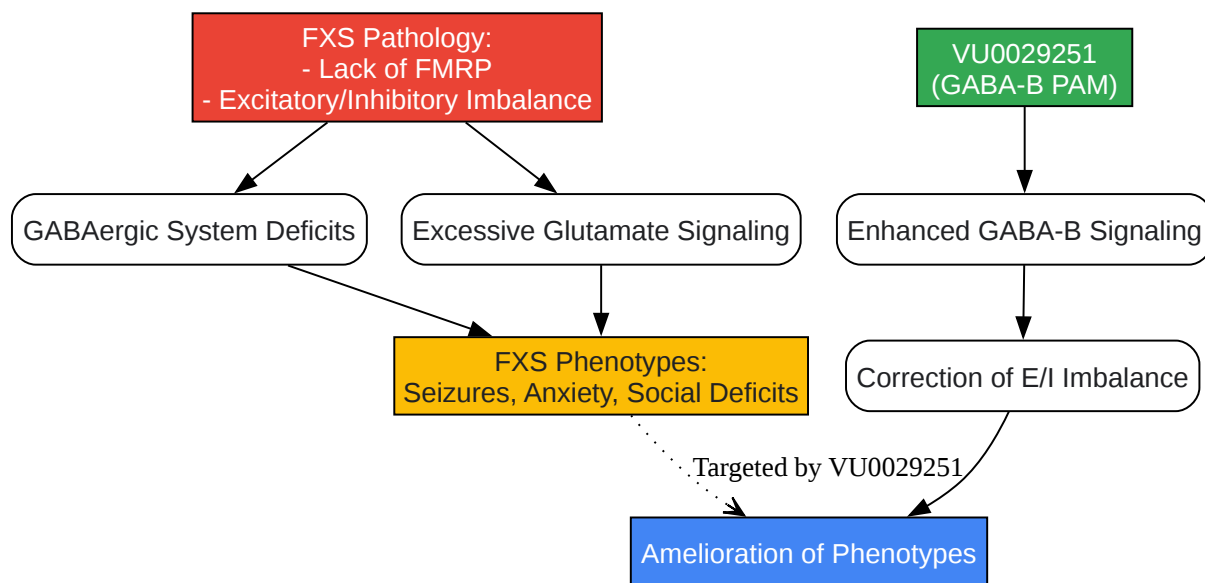 FXS Pathology:
- Lack of FMRP
- Excitatory/Inhibitory Imbalance
VU0029251
(GABA-B PAM)
GABAergic System Deficits
Excessive Glutamate Signaling
Enhanced GABA-B Signaling
FXS Phenotypes:
Seizures, Anxiety, Social Deficits
Correction of E/I Imbalance
Targeted by VU0029251
Amelioration of Phenotypes